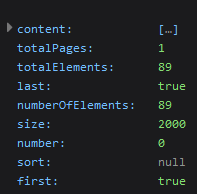 content: […]
totalPages: 1
totalElements: 89
last: true
numberOfElements: 89
size: 2000
number: 0
sort: null
first: true